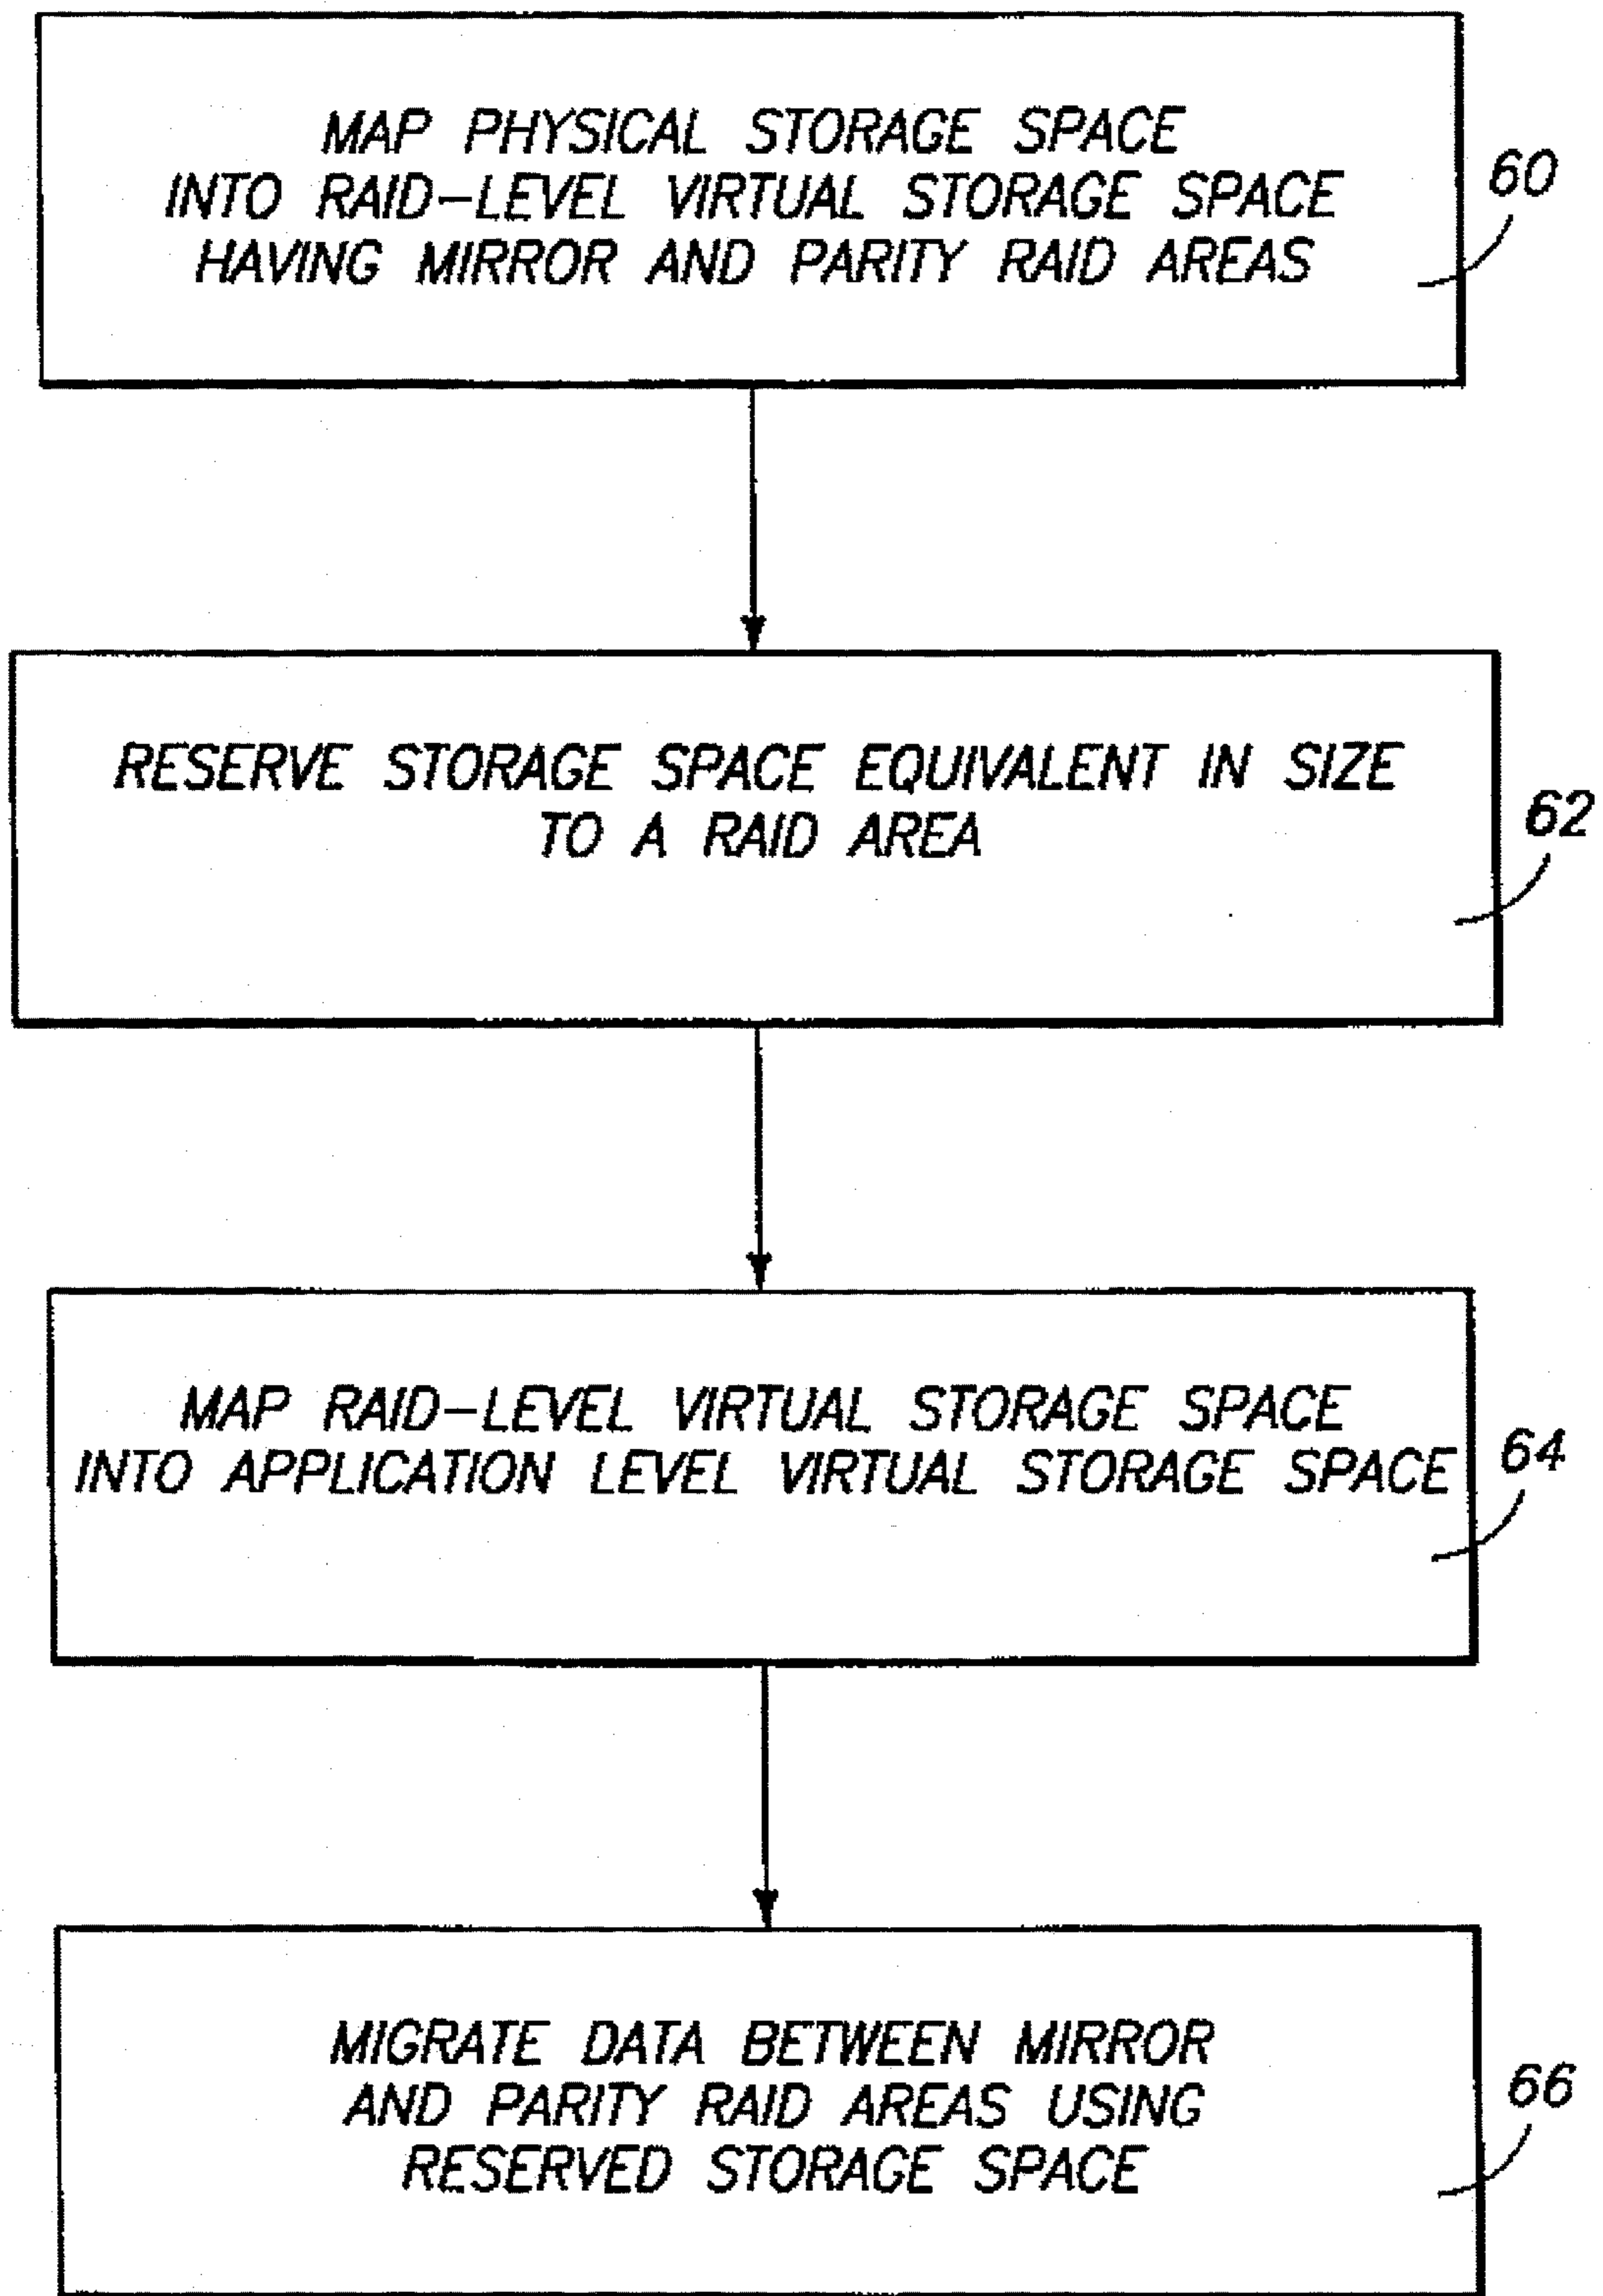 MAP PHYSICAL STORAGE SPACE
INTO RAID-LEVEL VIRTUAL STORAGE SPACE
HAVING MIRROR AND PARITY RAID AREAS
60
RESERVE STORAGE SPACE EQUIVALENT IN SIZE
TO A RAID AREA
62
MAP RAID-LEVEL VIRTUAL STORAGE SPACE
INTO APPLICATION LEVEL VIRTUAL STORAGE SPACE
64
MIGRATE DATA BETWEEN MIRROR
AND PARITY RAID AREAS USING
RESERVED STORAGE SPACE
66